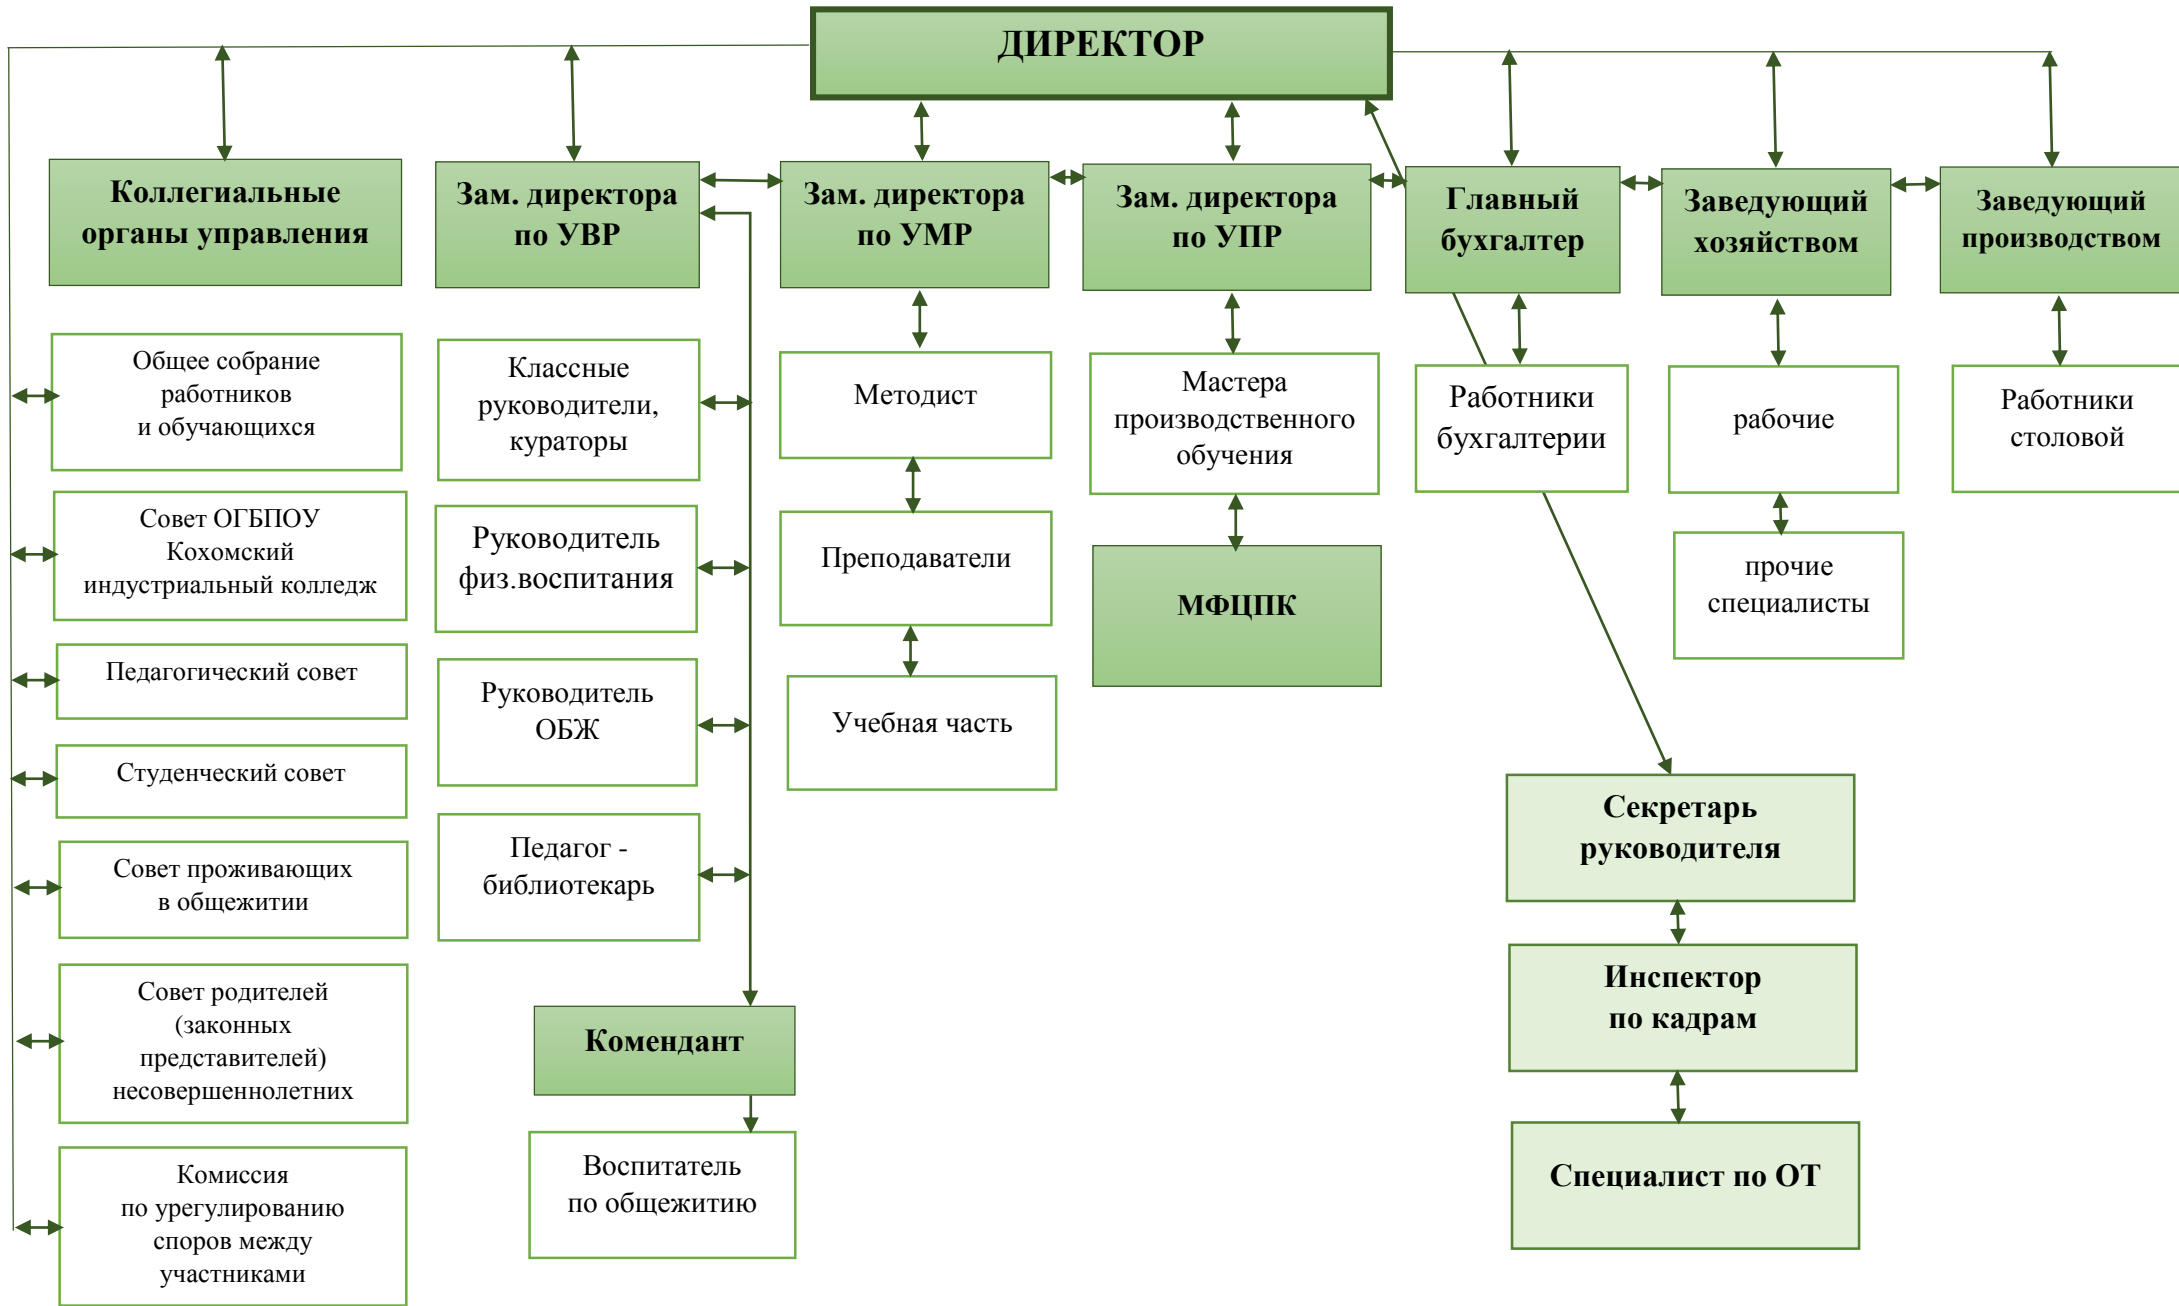 ДИРЕКТОР
Коллегиальные
органы управления
Зам. директора
по УВР
Зам. директора
по УМР
Зам. директора
по УПР
Главный
бухгалтер
Заведующий
хозяйством
Заведующий
производством
Общее собрание
работников
и обучающихся
Совет ОГБПОУ
Кохомский
индустриальный колледж
Педагогический совет
Студенческий совет
Совет проживающих
в общежитии
Совет родителей
(законных
представителей)
несовершеннолетних
Комиссия
по урегулированию
споров между
участниками
Классные
руководители,
кураторы
Руководитель
физ.воспитания
Руководитель
ОБЖ
Педагог -
библиотекарь
Комендант
Воспитатель
по общежитию
Методист
Преподаватели
Учебная часть
Мастера
производственного
обучения
МФЦПК
Работники
бухгалтерии
рабочие
прочие
специалисты
Работники
столовой
Секретарь
руководителя
Инспектор
по кадрам
Специалист по ОТ